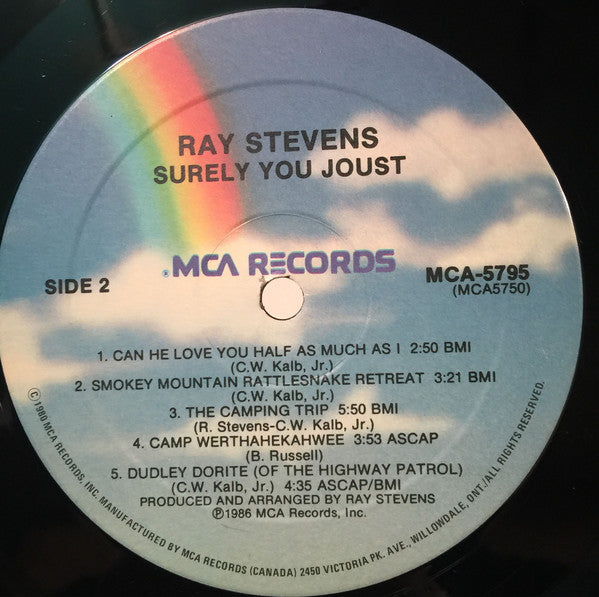 RAY STEVENS
SURELY YOU JOUST
MCA RECORDS
SIDE 2
MCA-5795
(MCA5750)
1. CAN HE LOVE YOU HALF AS MUCH AS I 2:50 BMI
(C.W. Kalb, Jr.)
2. SMOKEY MOUNTAIN RATTLESNAKE RETREAT 3:21 BMI
(C.W. Kalb, Jr.)
3. THE CAMPING TRIP 5:50 BMI
(R. Stevens-C.W. Kalb, Jr.)
4. CAMP WERTHAHEKAHWEE 3:53 ASCAP
(B. Russell)
5. DUDLEY DORITE (OF THE HIGHWAY PATROL)
(C.W. Kalb, Jr.) 4:35 ASCAP/BMI
PRODUCED AND ARRANGED BY RAY STEVENS
℗1986 MCA Records, Inc.
©1980 MCA RECORDS, INC. MANUFACTURED BY MCA RECORDS (CANADA) 2450 VICTORIA PK. AVE., WILLOWDALE, ONT./ALL RIGHTS RESERVED.